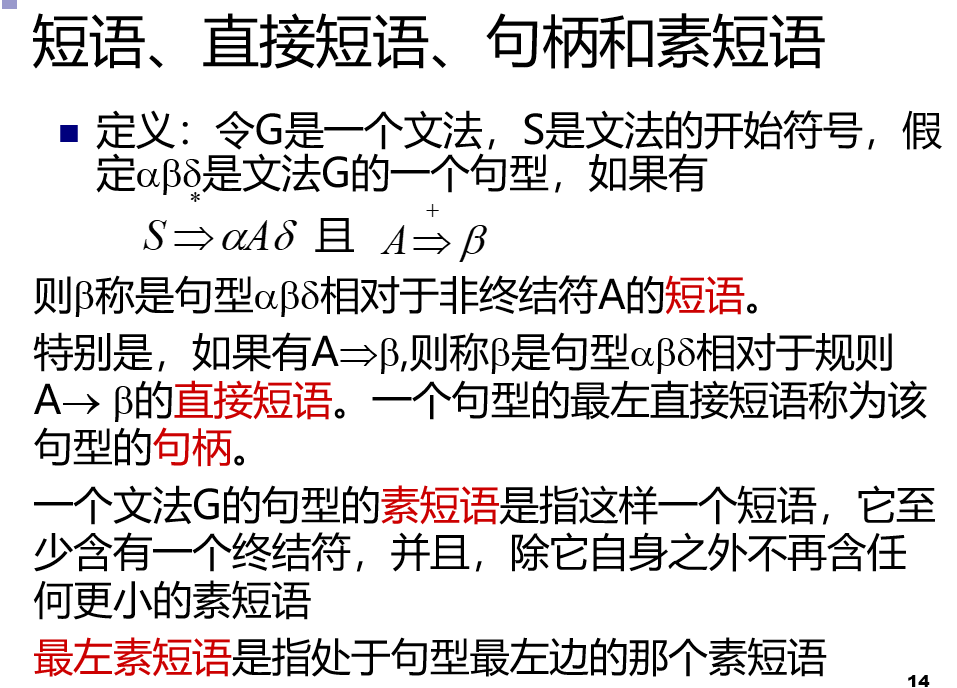 短语、直接短语、句柄和素短语
■ 定义：令G是一个文法，S是文法的开始符号，假
定αβδ是文法G的一个句型，如果有
S ⇒* αAδ 且 A ⇒+ β
则β称是句型αβδ相对于非终结符A的短语。
特别是，如果有A⇒β,则称β是句型αβδ相对于规则
A→ β的直接短语。一个句型的最左直接短语称为该
句型的句柄。
一个文法G的句型的素短语是指这样一个短语，它至
少含有一个终结符，并且，除它自身之外不再含任
何更小的素短语
最左素短语是指处于句型最左边的那个素短语
14